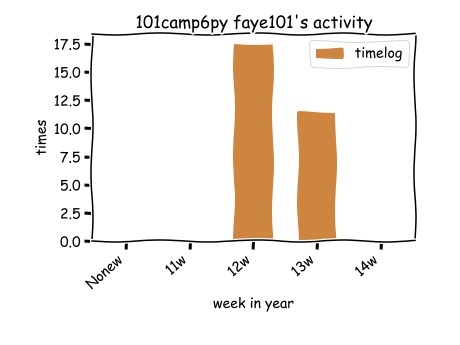 101camp6py faye101's activity
17.5
15.0
12.5
10.0
7.5
5.0
2.5
0.0
times
timelog
Nonew
11w
12w
13w
14w
week in year